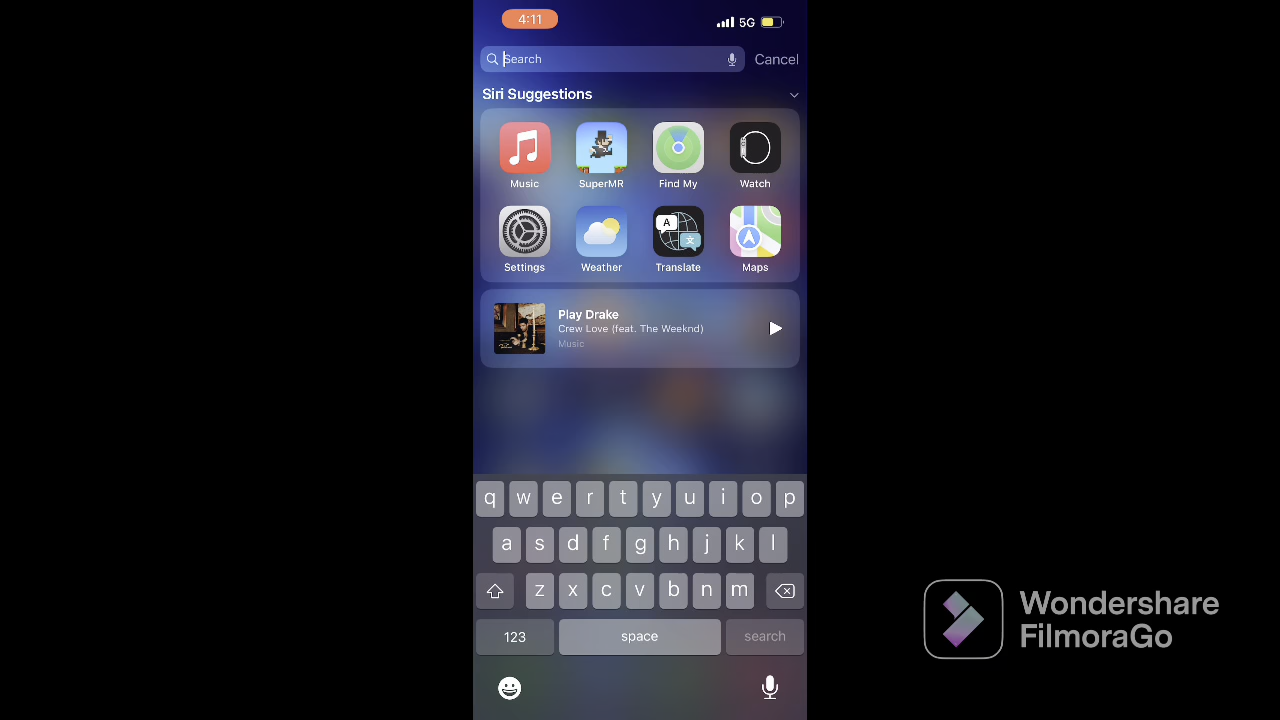 4:11
5G
Search
Cancel
Siri Suggestions
Music
SuperMR
Find My
Watch
A
文
Settings
Weather
Translate
Maps
Play Drake
Crew Love (feat. The Weeknd)
Music
q w e r t y u i o p
a s d f g h j k l
z x c v b n m
123
space
search
Wondershare
FilmoraGo